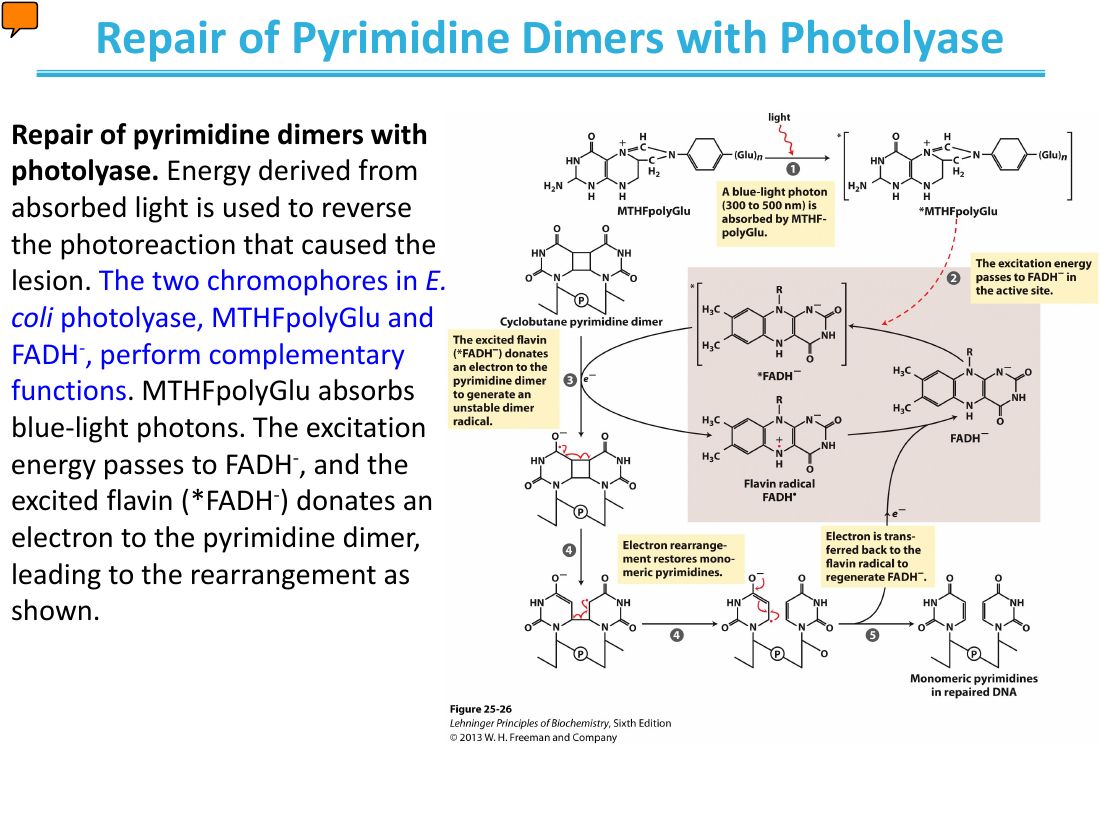 Repair of Pyrimidine Dimers with Photolyase
Repair of pyrimidine dimers with
photolyase. Energy derived from
absorbed light is used to reverse
the photoreaction that caused the
lesion. The two chromophores in E.
coli photolyase, MTHFpolyGlu and
FADH-, perform complementary
functions. MTHFpolyGlu absorbs
blue-light photons. The excitation
energy passes to FADH-, and the
excited flavin (*FADH-) donates an
electron to the pyrimidine dimer,
leading to the rearrangement as
shown.
light
1
A blue-light photon
(300 to 500 nm) is
absorbed by MTHF-
polyGlu.
(Glu)n
MTHFpolyGlu
(Glu)n
*MTHFpolyGlu
2
The excitation energy
passes to FADH− in
the active site.
Cyclobutane pyrimidine dimer
The excited flavin
(*FADH−) donates
an electron to the
pyrimidine dimer
to generate an
unstable dimer
radical.
3
e−
*FADH−
Flavin radical
FADH•
FADH−
e−
4
Electron rearrange-
ment restores mono-
meric pyrimidines.
Electron is trans-
ferred back to the
flavin radical to
regenerate FADH−.
4
5
Monomeric pyrimidines
in repaired DNA
Figure 25-26
Lehninger Principles of Biochemistry, Sixth Edition
© 2013 W. H. Freeman and Company